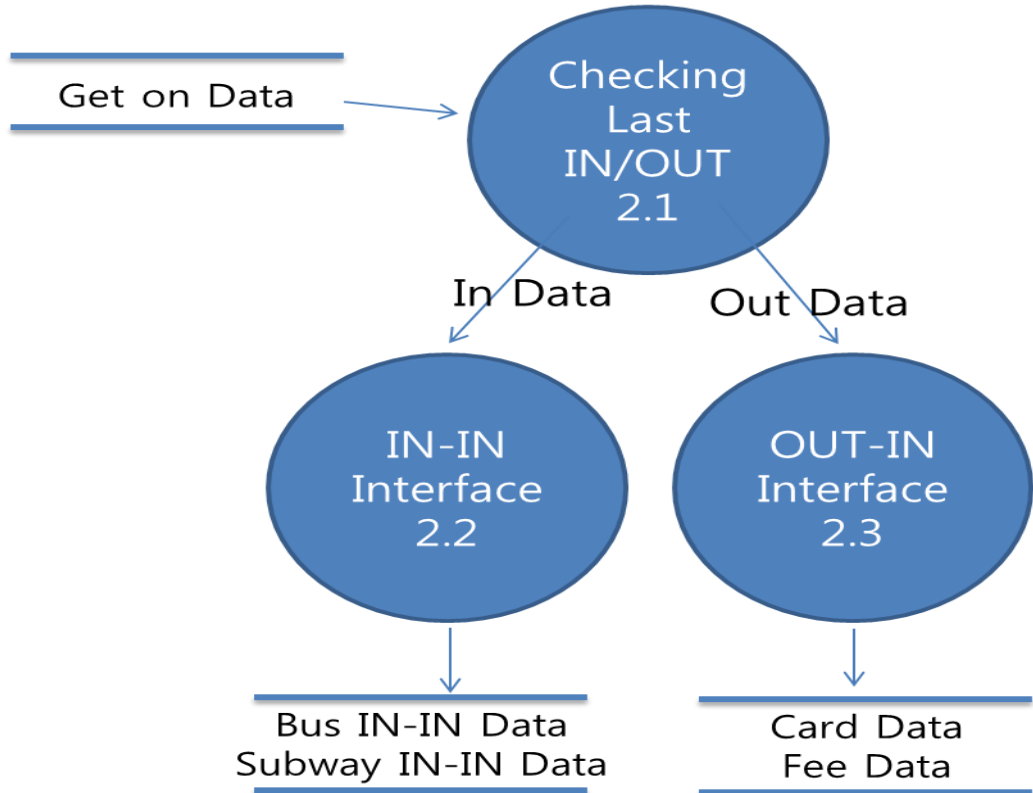 Get on Data
Checking
Last
IN/OUT
2.1
In Data
Out Data
IN-IN
Interface
2.2
OUT-IN
Interface
2.3
Bus IN-IN Data
Subway IN-IN Data
Card Data
Fee Data